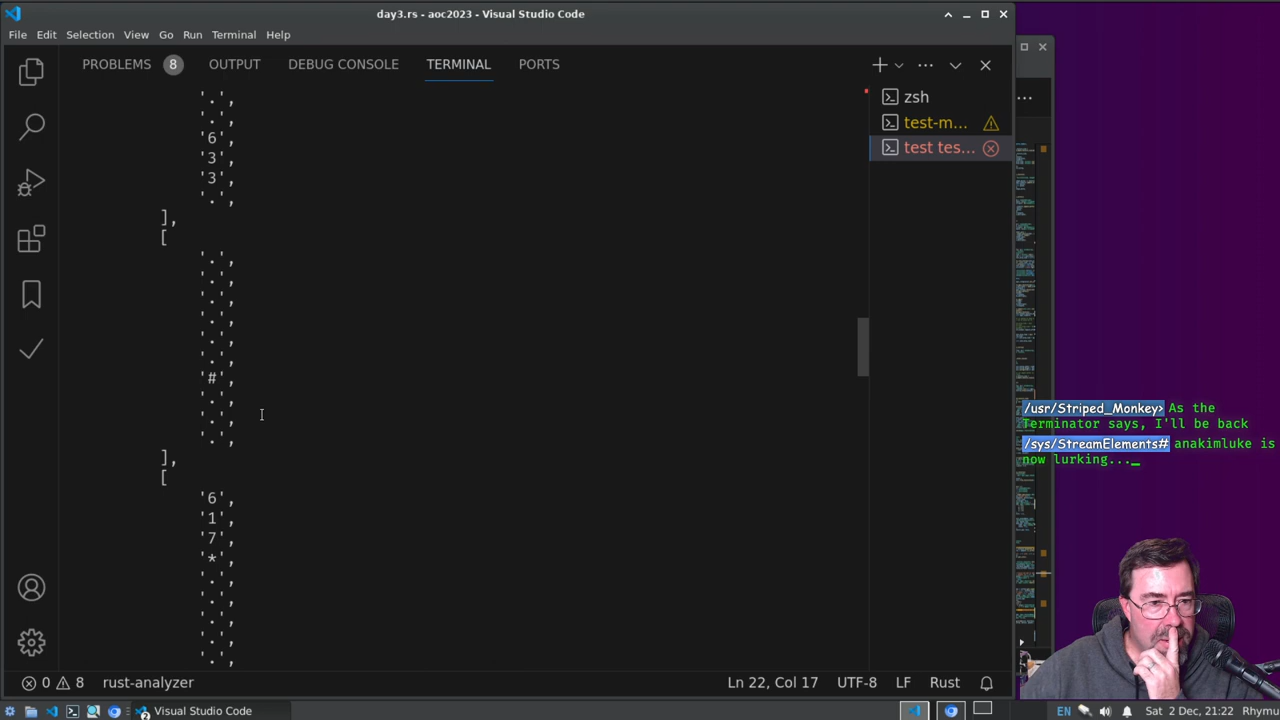 day3.rs - aoc2023 - Visual Studio Code
File Edit Selection View Go Run Terminal Help
PROBLEMS 8 OUTPUT DEBUG CONSOLE TERMINAL PORTS
zsh
test-m...
test tes...
'.',
'.',
'6',
'3',
'3',
'.',
],
[
'.',
'.',
'.',
'.',
'.',
'.',
'#',
'.',
'.',
'.',
],
[
'6',
'1',
'7',
'*',
'.',
'.',
'.',
'.',
'.',
/usr/Striped_Monkey> As the
Terminator says, I'll be back
/sys/StreamElements# anakimluke is
now lurking..._
0 8 rust-analyzer Ln 22, Col 17 UTF-8 LF Rust
2 Visual Studio Code EN Sat 2 Dec, 21:22 Rhymu